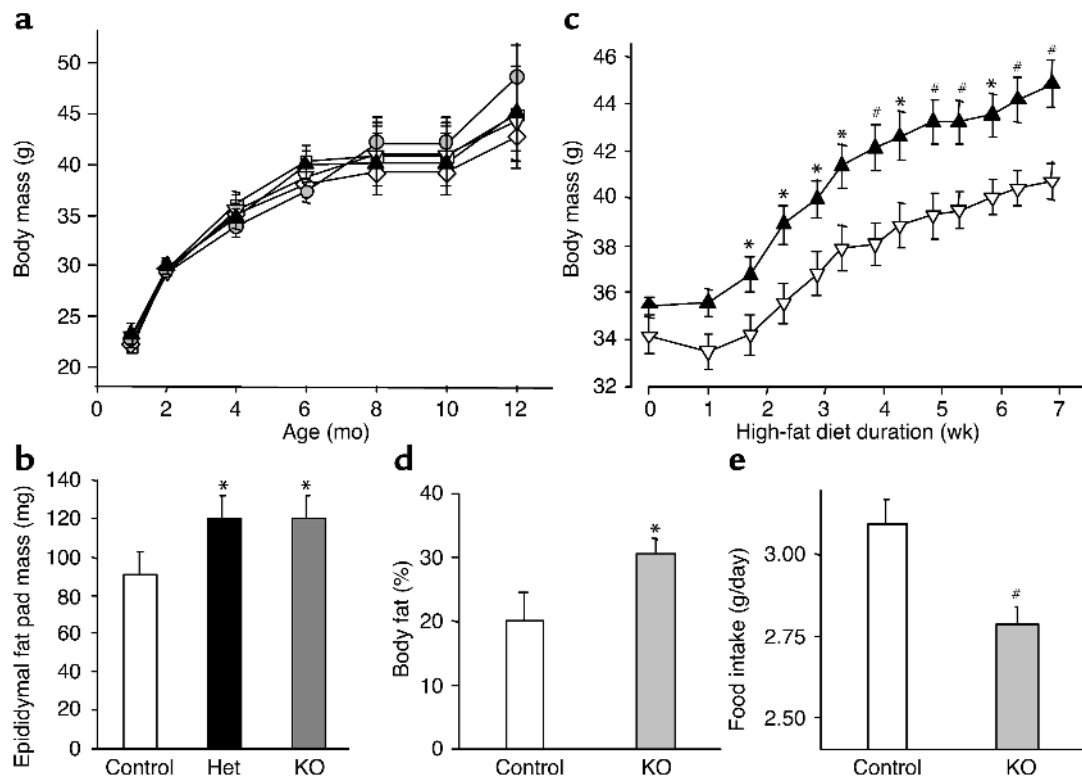 a
Body mass (g)
50
45
40
35
30
25
20
0 2 4 6 8 10 12
Age (mo)
c
Body mass (g)
46
44
42
40
38
36
34
32
* * * * # * # # * # #
0 1 2 3 4 5 6 7
High-fat diet duration (wk)
b
Epididymal fat pad mass (mg)
140
120
100
80
60
40
20
0
* *
Control Het KO
d
Body fat (%)
40
30
20
10
0
*
Control KO
e
Food intake (g/day)
3.00
2.75
2.50
#
Control KO